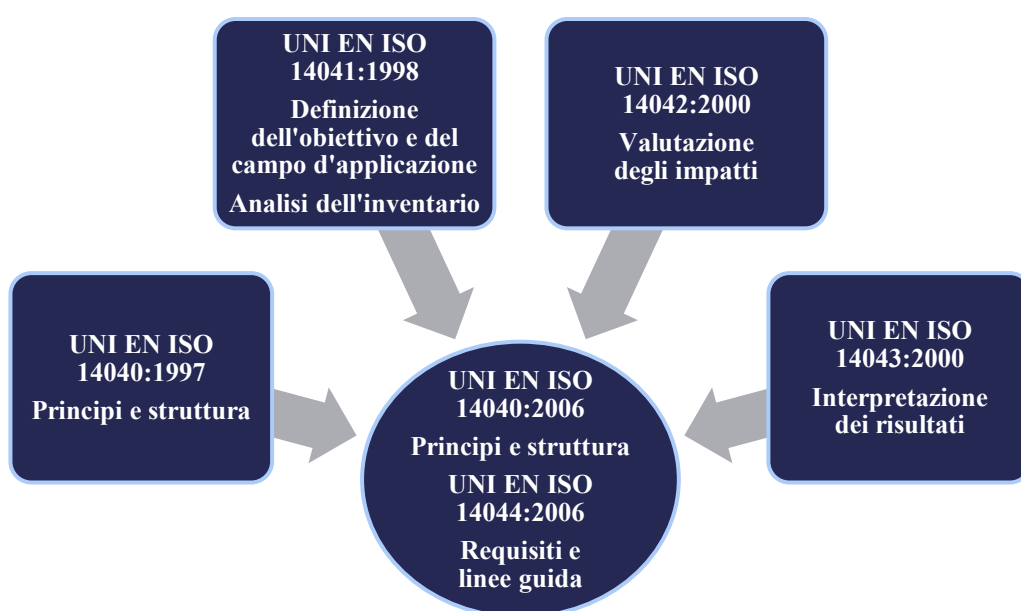 UNI EN ISO
14041:1998
Definizione
dell'obiettivo e del
campo d'applicazione
Analisi dell'inventario
UNI EN ISO
14042:2000
Valutazione
degli impatti
UNI EN ISO
14040:1997
Principi e struttura
UNI EN ISO
14043:2000
Interpretazione
dei risultati
UNI EN ISO
14040:2006
Principi e struttura
UNI EN ISO
14044:2006
Requisiti e
linee guida